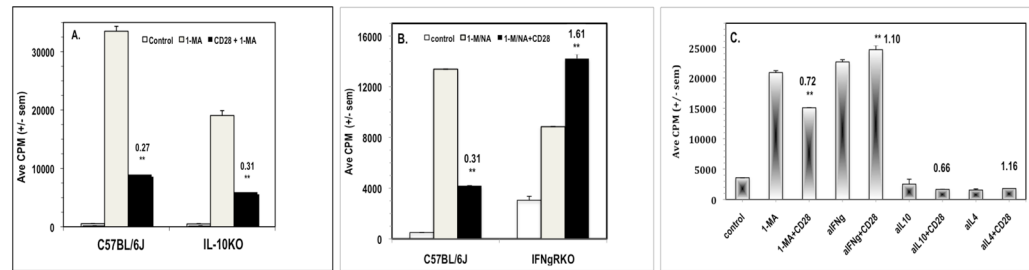 A.
Control 1-MA CD28 + 1-MA
Ave CPM (+/- sem)
30000
20000
10000
0
0.27
**
0.31
**
C57BL/6J IL-10KO
B.
control 1-M/NA 1-M/NA+CD28
Ave CPM (+/- sem)
16000
12000
8000
4000
0
0.31
**
1.61
**
C57BL/6J IFNgRKO
C.
Ave CPM (+/- sem)
25000
20000
15000
10000
5000
0
0.72
**
** 1.10
0.66
1.16
control
1-MA
1-MA+CD28
aIFNg
aIFNg+CD28
aIL10
aIL10+CD28
aIL4
aIL4+CD28